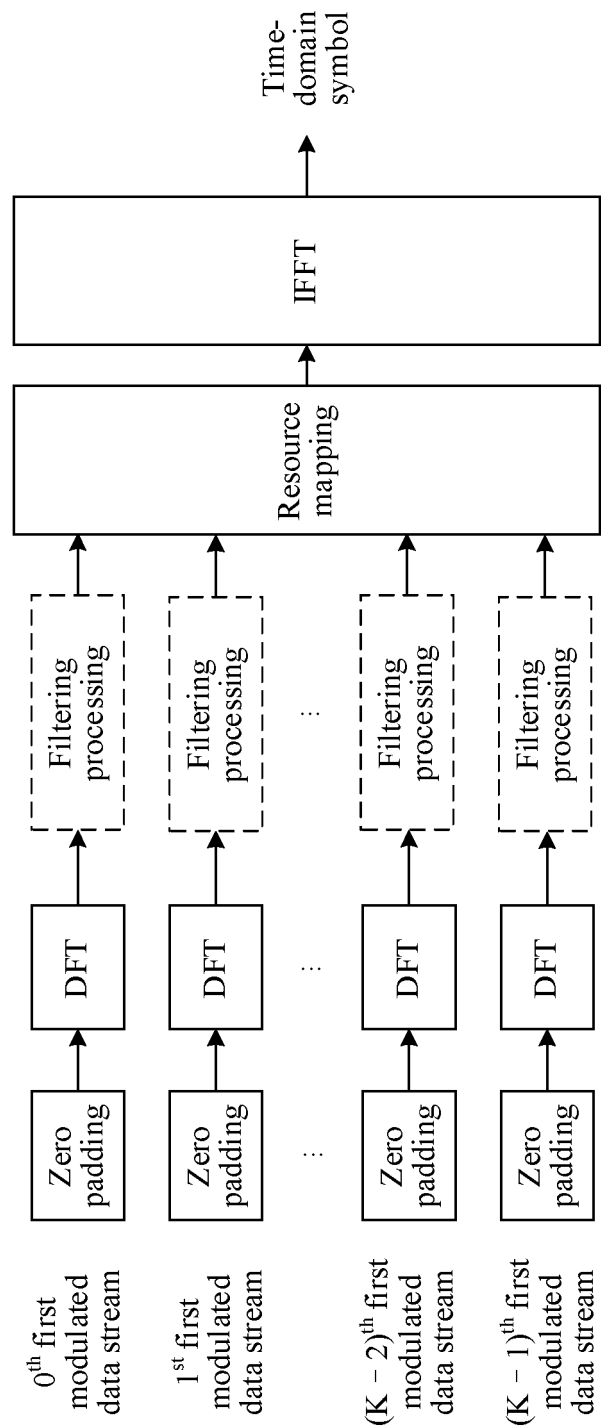 0th first
modulated
data stream
Zero
padding
DFT
Filtering
processing
1st first
modulated
data stream
Zero
padding
DFT
Filtering
processing
...
...
...
(K − 2)th first
modulated
data stream
Zero
padding
DFT
Filtering
processing
(K − 1)th first
modulated
data stream
Zero
padding
DFT
Filtering
processing
Resource
mapping
IFFT
Time-
domain
symbol